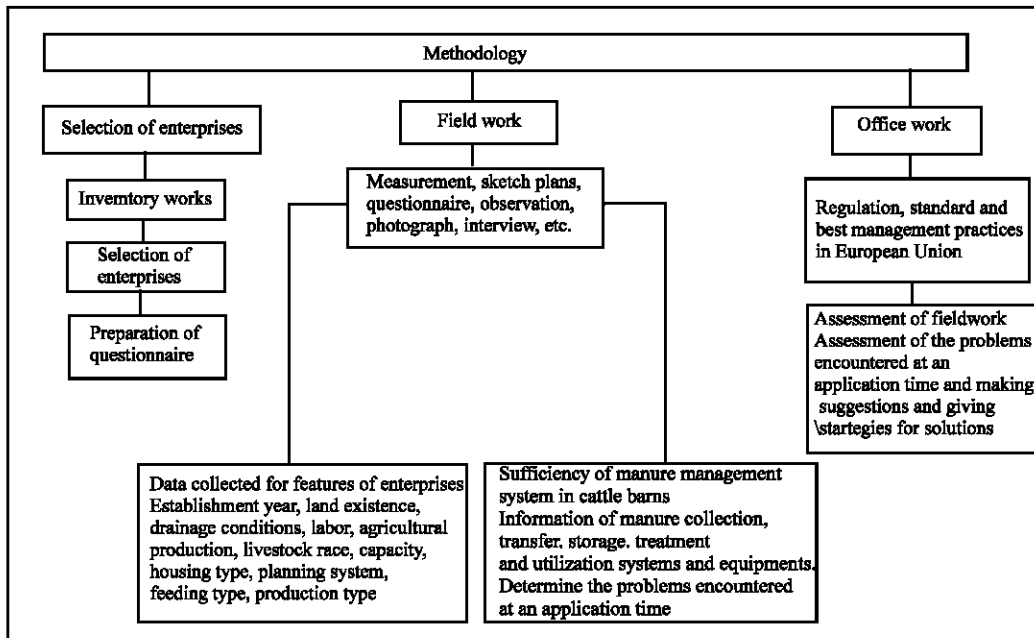 Methodology
Selection of enterprises
Invemtory works
Selection of
enterprises
Preparation of
questionnaire
Field work
Measurement, sketch plans,
questionnaire, observation,
photograph, interview, etc.
Data collected for features of enterprises
Establishment year, land existence,
drainage conditions, labor, agricultural
production, livestock race, capacity,
housing type, planning system,
feeding type, production type
Sufficiency of manure management
system in cattle barns
Information of manure collection,
transfer. storage. treatment
and utilization systems and equipments.
Determine the problems encountered
at an application time
Office work
Regulation, standard and
best management practices
in European Union
Assessment of fieldwork
Assessment of the problems
encountered at an
application time and making
suggestions and giving
\startegies for solutions